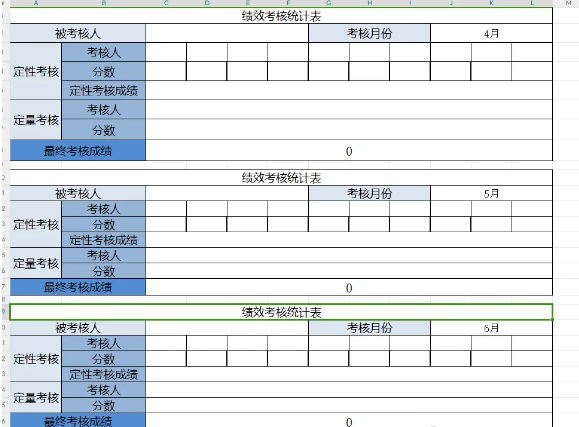 A B C D E F G H I J K L M
绩效考核统计表
被考核人 考核月份 4月
定性考核 考核人
分数
定性考核成绩
定量考核 考核人
分数
最终考核成绩 0
绩效考核统计表
被考核人 考核月份 5月
定性考核 考核人
分数
定性考核成绩
定量考核 考核人
分数
最终考核成绩 0
绩效考核统计表
被考核人 考核月份 6月
定性考核 考核人
分数
定性考核成绩
定量考核 考核人
分数
最终考核成绩 0